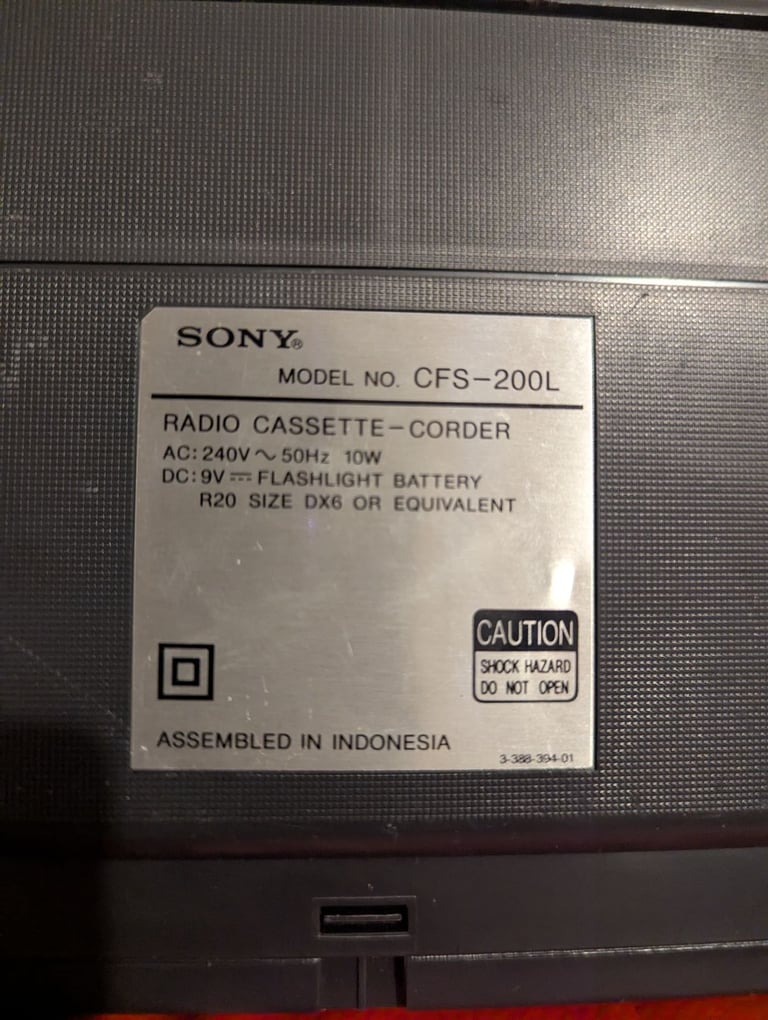 SONY®
MODEL NO. CFS-200L
RADIO CASSETTE-CORDER
AC: 240V ~ 50Hz 10W
DC: 9V ⎓ FLASHLIGHT BATTERY
R20 SIZE DX6 OR EQUIVALENT
CAUTION
SHOCK HAZARD
DO NOT OPEN
ASSEMBLED IN INDONESIA
3-388-394-01